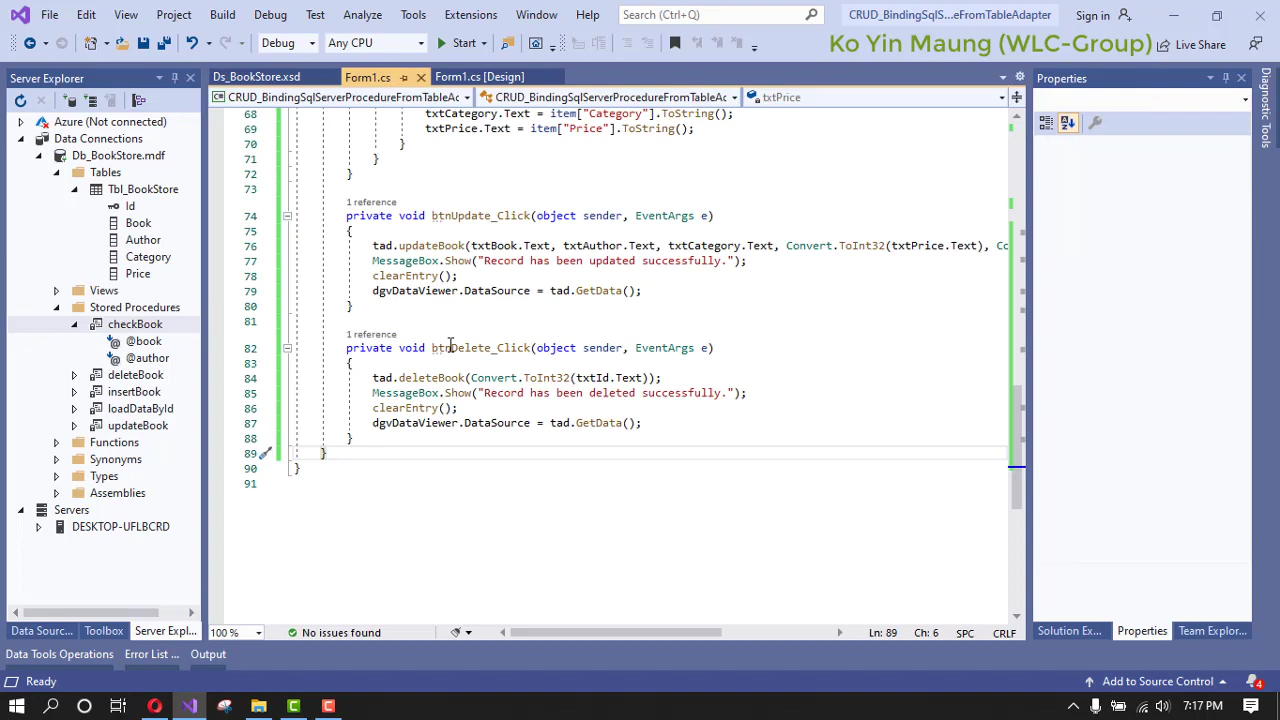 File Edit View Git Project Build Debug Test Analyze Tools Extensions Window Help Search (Ctrl+Q) CRUD_BindingSqlS...eFromTableAdapter Sign in
Debug Any CPU Start Ko Yin Maung (WLC-Group) Live Share
Server Explorer
Ds_BookStore.xsd Form1.cs Form1.cs [Design]
Properties
CRUD_BindingSqlServerProcedureFromTableAc CRUD_BindingSqlServerProcedureFromTableAc txtPrice
Azure (Not connected)
Data Connections
Db_BookStore.mdf
Tables
Tbl_BookStore
Id
Book
Author
Category
Price
Views
Stored Procedures
checkBook
@book
@author
deleteBook
insertBook
loadDataById
updateBook
Functions
Synonyms
Types
Assemblies
Servers
DESKTOP-UFLBCRD
68 txtCategory.Text = item["Category"].ToString();
69 txtPrice.Text = item["Price"].ToString();
70 }
71 }
72 }
73
1 reference
74 private void btnUpdate_Click(object sender, EventArgs e)
75 {
76 tad.updateBook(txtBook.Text, txtAuthor.Text, txtCategory.Text, Convert.ToInt32(txtPrice.Text), Co
77 MessageBox.Show("Record has been updated successfully.");
78 clearEntry();
79 dgvDataViewer.DataSource = tad.GetData();
80 }
81
1 reference
82 private void btnDelete_Click(object sender, EventArgs e)
83 {
84 tad.deleteBook(Convert.ToInt32(txtId.Text));
85 MessageBox.Show("Record has been deleted successfully.");
86 clearEntry();
87 dgvDataViewer.DataSource = tad.GetData();
88 }
89 }
90 }
91
Diagnostic Tools
Data Sourc... Toolbox Server Expl...
100 % No issues found Ln: 89 Ch: 6 SPC CRLF
Solution Ex... Properties Team Explor...
Data Tools Operations Error List ... Output
Ready Add to Source Control 4
7:17 PM